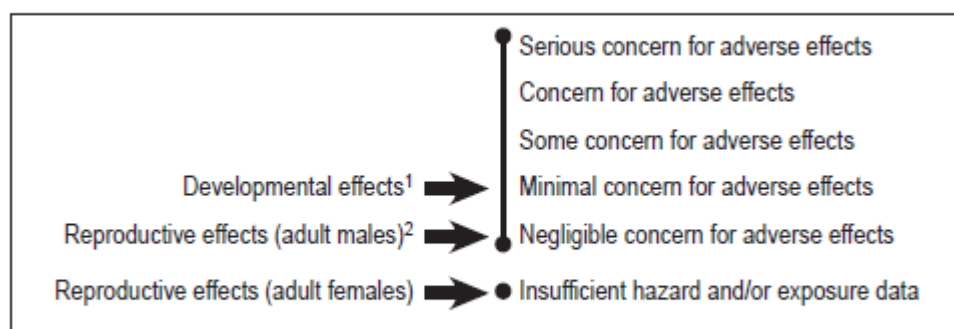 Serious concern for adverse effects
Concern for adverse effects
Some concern for adverse effects
Developmental effects¹ Minimal concern for adverse effects
Reproductive effects (adult males)² Negligible concern for adverse effects
Reproductive effects (adult females) Insufficient hazard and/or exposure data